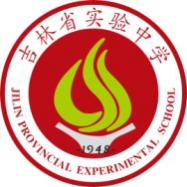 吉林省实验中学
JILIN PROVINCIAL EXPERIMENTAL SCHOOL
-1948-